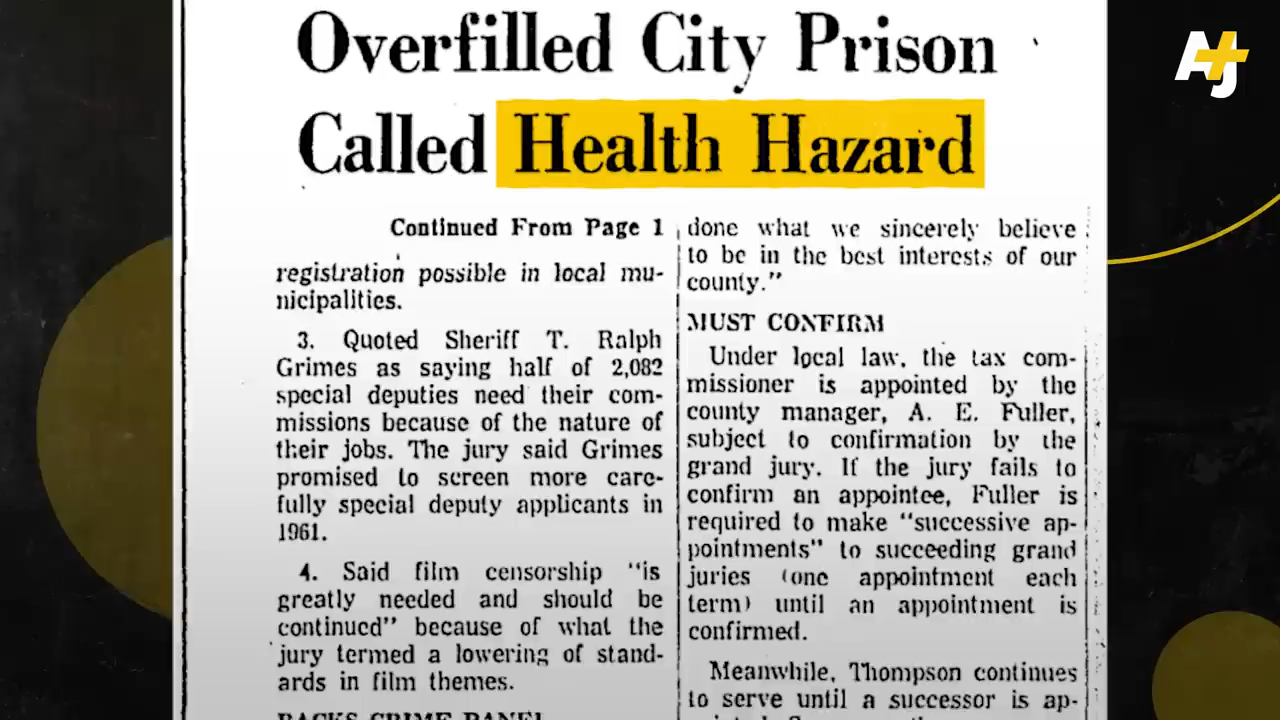 Overfilled City Prison
Called Health Hazard
Continued From Page 1
registration possible in local mu-
nicipalities.
3. Quoted Sheriff T. Ralph
Grimes as saying half of 2,082
special deputies need their com-
missions because of the nature of
their jobs. The jury said Grimes
promised to screen more care-
fully special deputy applicants in
1961.
4. Said film censorship "is
greatly needed and should be
continued" because of what the
jury termed a lowering of stand-
ards in film themes.
BACKS CRIME PANEL
done what we sincerely believe
to be in the best interests of our
county."
MUST CONFIRM
Under local law, the tax com-
missioner is appointed by the
county manager, A. E. Fuller,
subject to confirmation by the
grand jury. If the jury fails to
confirm an appointee, Fuller is
required to make "successive ap-
pointments" to succeeding grand
juries (one appointment each
term) until an appointment is
confirmed.
Meanwhile, Thompson continues
to serve until a successor is ap-
AJ+